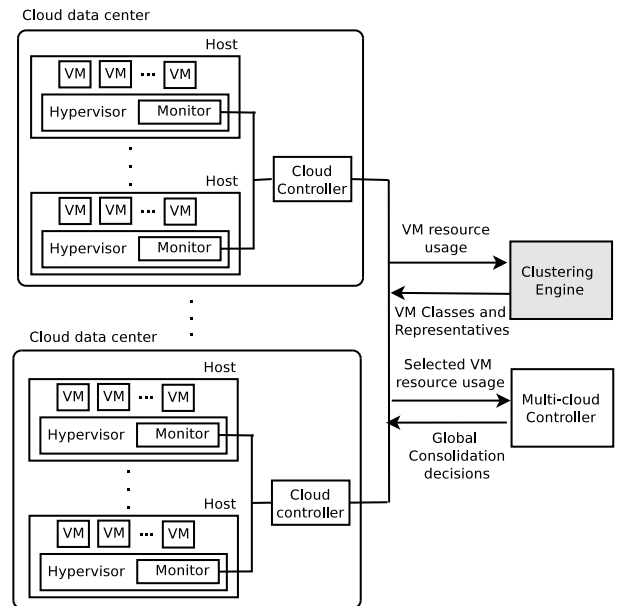 Cloud data center
Host
VM VM ... VM
Hypervisor Monitor
Host
VM VM ... VM
Hypervisor Monitor
Cloud
Controller
VM resource
usage
Clustering
Engine
VM Classes and
Representatives
Cloud data center
Host
VM VM ... VM
Hypervisor Monitor
Host
VM VM ... VM
Hypervisor Monitor
Cloud
controller
Selected VM
resource usage
Multi-cloud
Controller
Global
Consolidation
decisions